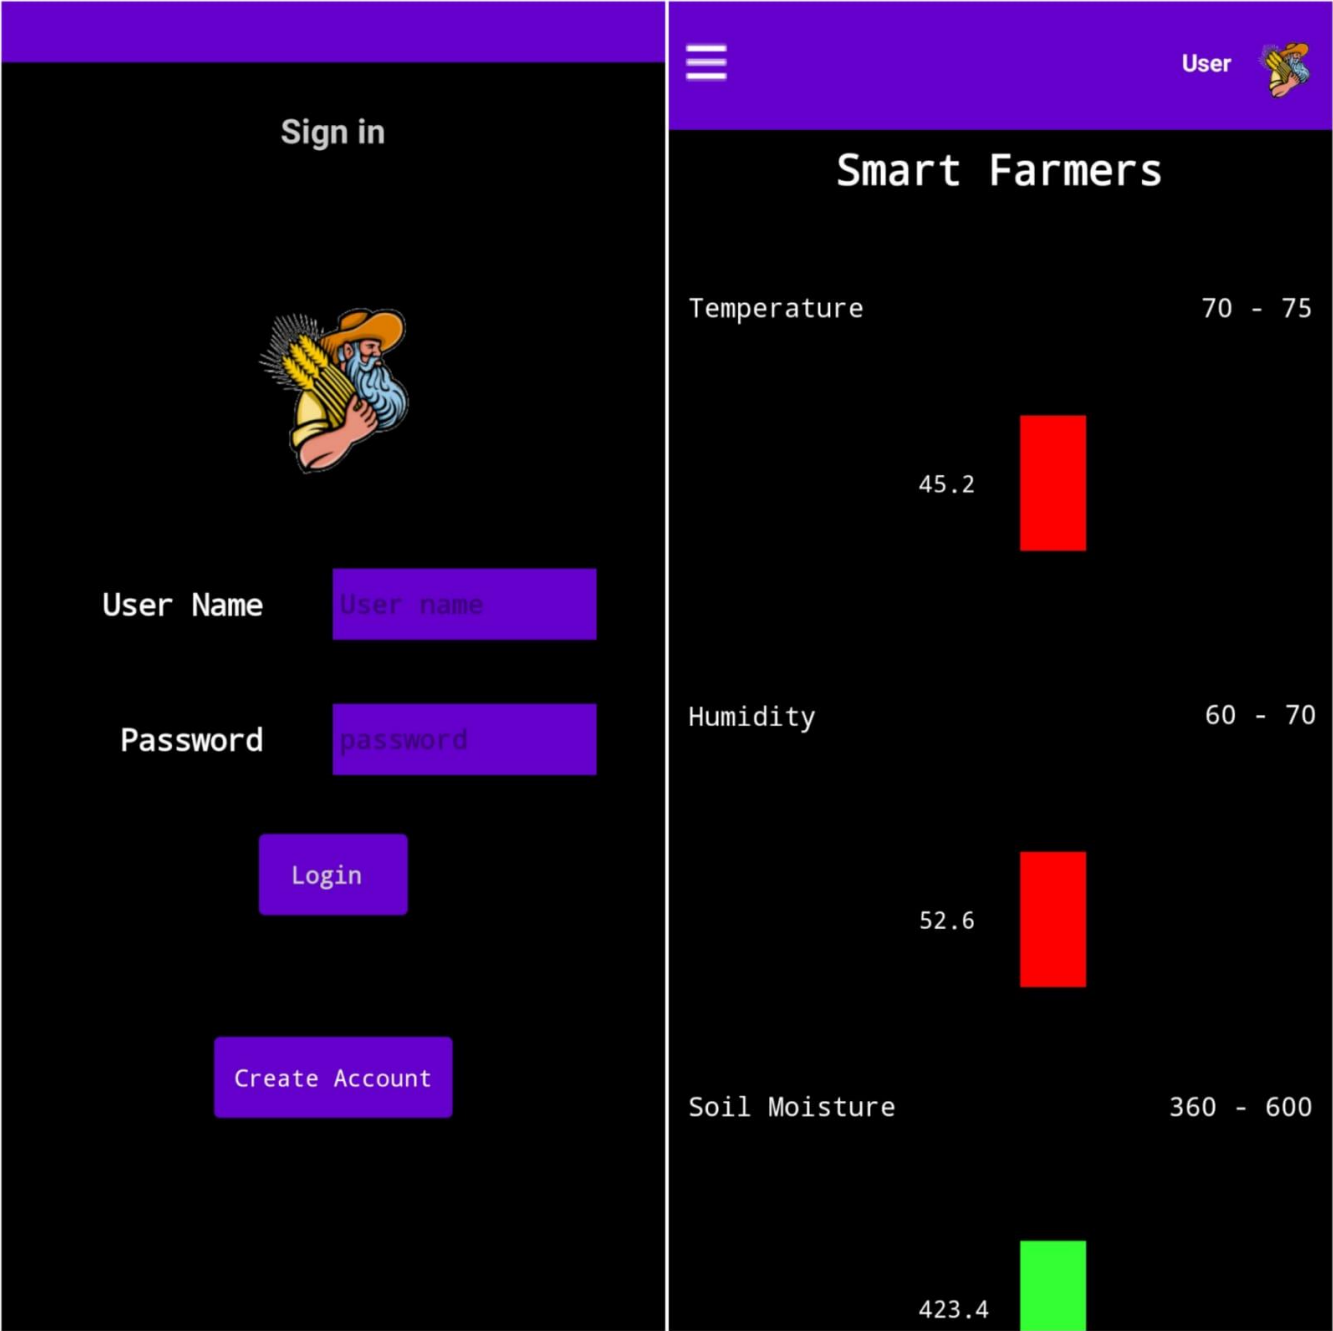 Sign in
User Name
User name
Password
password
Login
Create Account
User
Smart Farmers
Temperature 70 - 75
45.2
Humidity 60 - 70
52.6
Soil Moisture 360 - 600
423.4